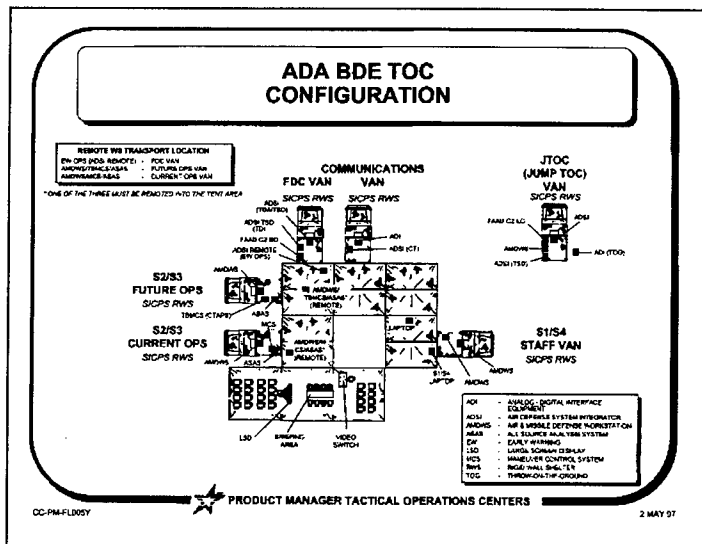 ADA BDE TOC
CONFIGURATION
REMOTE WS TRANSPORT LOCATION
EW OPS (ADSI REMOTE) - FDC VAN
AMDWS/TBMCS/ASAS - FUTURE OPS VAN
AMDWS/MCS/ASAS - CURRENT OPS VAN
* ONE OF THE THREE MUST BE REMOTED INTO THE TENT AREA
COMMUNICATIONS
FDC VAN
VAN
SICPS RWS
SICPS RWS
JTOC
(JUMP TOC)
VAN
SICPS RWS
ADSI
ADSI TSD
(TD)
FAAD C2 BD
ADSI REMOTE
(EW OPS)
ADI
ADSI (CT)
FAAD C2 EO
ADSI
AMDWS
ADSI (TSD)
ADI (TOG)
S2/S3
FUTURE OPS
SICPS RWS
AMDWS
ASAS
TBMCS (CTAPS)
AMDWS/
TBMCS/ASAS*
(REMOTE)
S2/S3
CURRENT OPS
SICPS RWS
MCS
AMDWS
ASAS
(REMOTE)
LAPTOP
S1/S4
STAFF VAN
SICPS RWS
AMDWS
AMDWS
S1/S4
LAPTOP
LSD
BRIEFING
AREA
VIDEO
SWITCH
ADI - ANALOG - DIGITAL INTERFACE
EQUIPMENT
ADSI - AIR DEFENSE SYSTEM INTEGRATOR
AMDWS - AIR & MISSILE DEFENSE WORKSTATION
ASAS - ALL SOURCE ANALYSIS SYSTEM
EW - EARLY WARNING
LSD - LARGE SCREEN DISPLAY
MCS - MANEUVER CONTROL SYSTEM
RWS - RIGID WALL SHELTER
TOG - THROW-ON-THE-GROUND
PRODUCT MANAGER TACTICAL OPERATIONS CENTERS
CC-PM-FL005Y
2 MAY 97